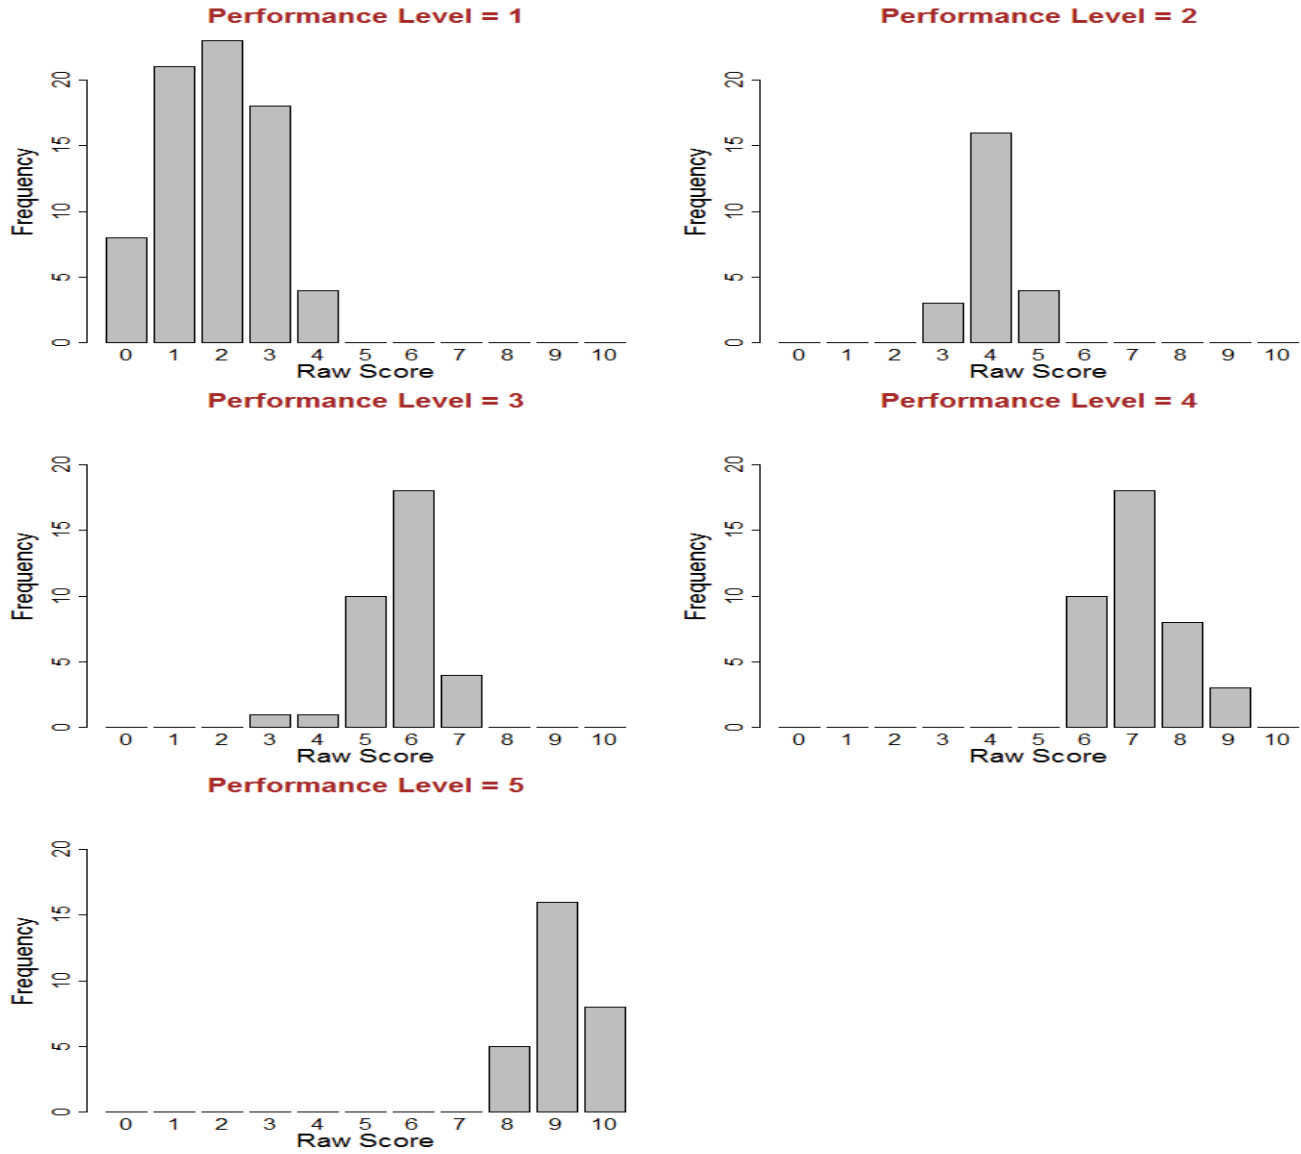 Performance Level = 1
Frequency
20
15
10
5
0
0 1 2 3 4 5 6 7 8 9 10
Raw Score
Performance Level = 2
Frequency
20
15
10
5
0
0 1 2 3 4 5 6 7 8 9 10
Raw Score
Performance Level = 3
Frequency
20
15
10
5
0
0 1 2 3 4 5 6 7 8 9 10
Raw Score
Performance Level = 4
Frequency
20
15
10
5
0
0 1 2 3 4 5 6 7 8 9 10
Raw Score
Performance Level = 5
Frequency
20
15
10
5
0
0 1 2 3 4 5 6 7 8 9 10
Raw Score